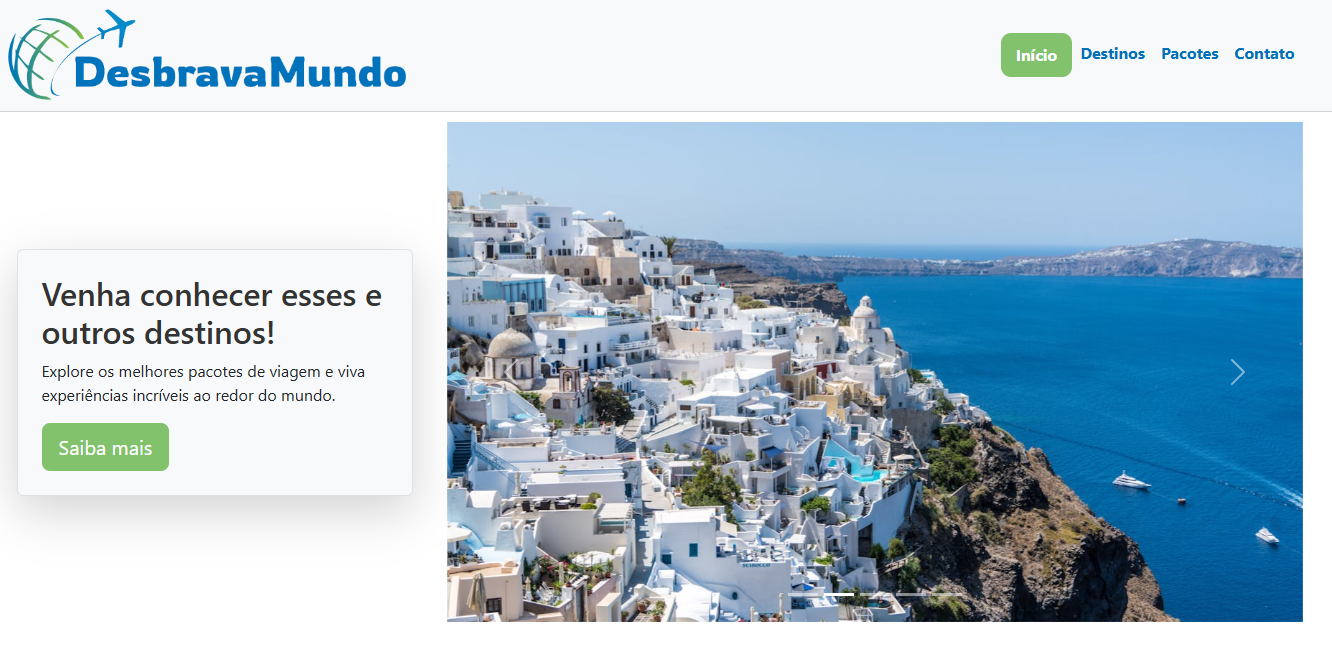 DesbravaMundo
Início Destinos Pacotes Contato
Venha conhecer esses e
outros destinos!
Explore os melhores pacotes de viagem e viva
experiências incríveis ao redor do mundo.
Saiba mais
SCIROCCO